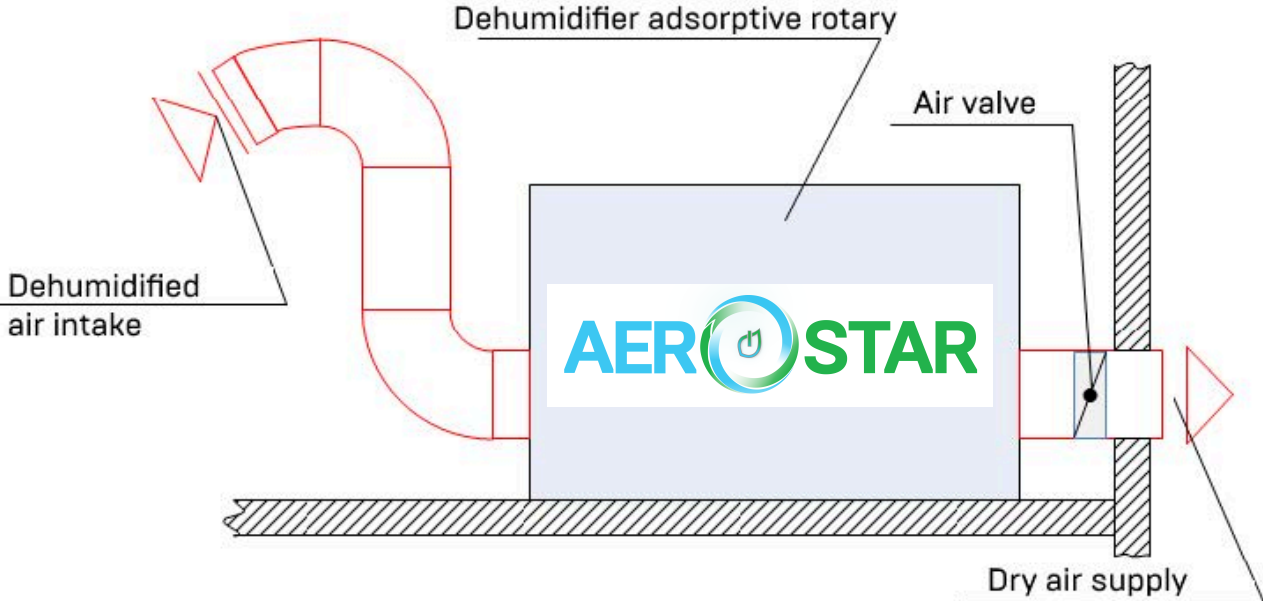 Dehumidifier adsorptive rotary
Air valve
Dehumidified
air intake
AEROSTAR
Dry air supply